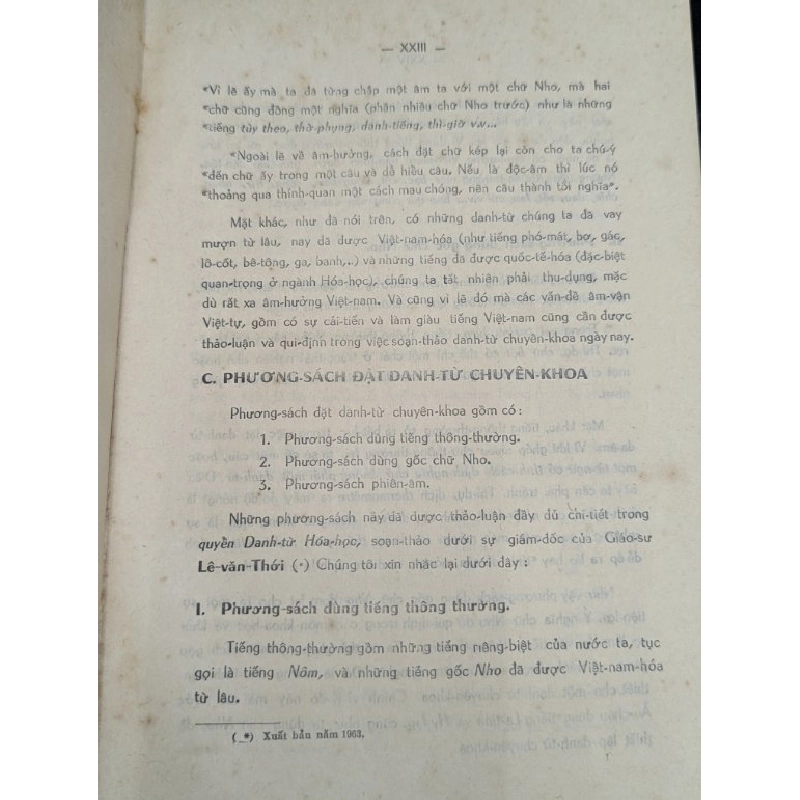 — XXIII —
«Vì lẽ ấy mà ta đã từng chập một âm ta với một chữ Nho, mà hai
«chữ cũng đồng một nghĩa (phần nhiều chữ Nho trước) như là những
«tiếng tùy theo, thờ-phụng, danh-tiếng, thì-giờ v.v...
«Ngoài lẽ về âm-hưởng, cách đặt chữ kép lại còn cho ta chú-ý
«đến chữ ấy trong một câu và dễ hiểu câu. Nếu là độc-âm thì lúc nó
«thoảng qua thính-quan một cách mau chóng, nên câu thành tối nghĩa».
Mặt khác, như đã nói trên, có những danh-từ chúng ta đã vay
mượn từ lâu, nay đã được Việt-nam-hóa (như tiếng phó-mát, bơ, gác,
lô-cốt, bê-tông, ga, banh,..) và những tiếng đã được quốc-tế-hóa (đặc-biệt
quan-trọng ở ngành Hóa-học), chúng ta tất nhiên phải thu-dụng, mặc
dù rất xa âm-hưởng Việt-nam. Và cũng vì lẽ đó mà các vấn-đề âm-vận
Việt-tự, gồm có sự cải-tiến và làm giàu tiếng Việt-nam cũng cần được
thảo-luận và qui-định trong việc soạn-thảo danh-từ chuyên-khoa ngày nay.
C. PHƯƠNG-SÁCH ĐẶT DANH-TỪ CHUYÊN-KHOA
Phương-sách đặt danh-từ chuyên-khoa gồm có:
1. Phương-sách dùng tiếng thông-thường.
2. Phương-sách dùng gốc chữ Nho.
3. Phương-sách phiên-âm.
Những phương-sách này đã được thảo-luận đầy đủ chi-tiết trong
quyển Danh-từ Hóa-học, soạn-thảo dưới sự giám-đốc của Giáo-sư
Lê-văn-Thới (*) Chúng tôi xin nhắc lại dưới đây :
I. Phương-sách dùng tiếng thông thường.
Tiếng thông-thường gồm những tiếng riêng-biệt của nước ta, tục
gọi là tiếng Nôm, và những tiếng gốc Nho đã được Việt-nam-hóa
từ lâu.
(_*) Xuất bản năm 1963.